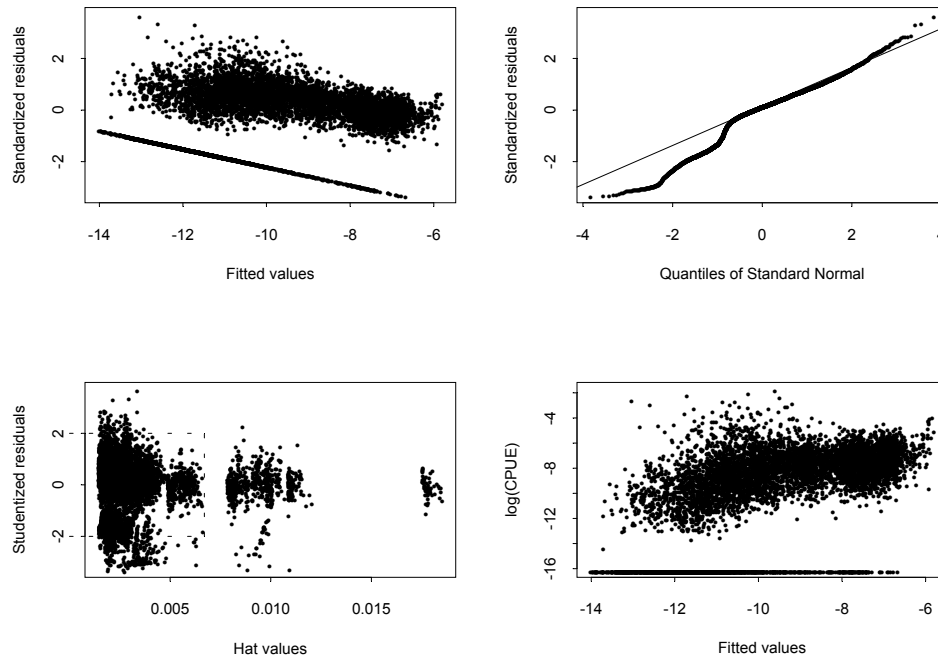 Standardized residuals
2
0
-2
-14 -12 -10 -8 -6
Fitted values
Standardized residuals
2
0
-2
-4 -2 0 2 4
Quantiles of Standard Normal
Studentized residuals
2
0
-2
0.005 0.010 0.015
Hat values
log(CPUE)
-4
-8
-12
-16
-14 -12 -10 -8 -6
Fitted values